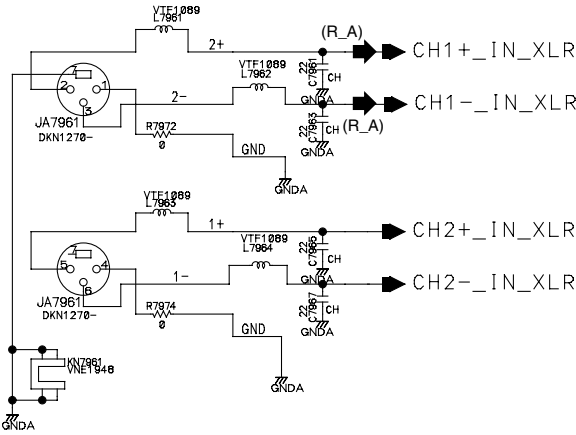 VTF1089
L7961
(R_A)
2+
CH1+_IN_XLR
22
C7961
CH
GNDA
7
2
1
3
JA7961
DKN1270-
VTF1089
L7962
2-
CH1-_IN_XLR
(R_A)
22
C7963
CH
GNDA
R7972
0
GND
GNDA
VTF1089
L7963
1+
CH2+_IN_XLR
22
C7965
CH
GNDA
7
5
4
6
JA7961
DKN1270-
VTF1089
L7964
1-
CH2-_IN_XLR
22
C7967
CH
GNDA
R7974
0
GND
GNDA
KN7961
VNE1948
GNDA